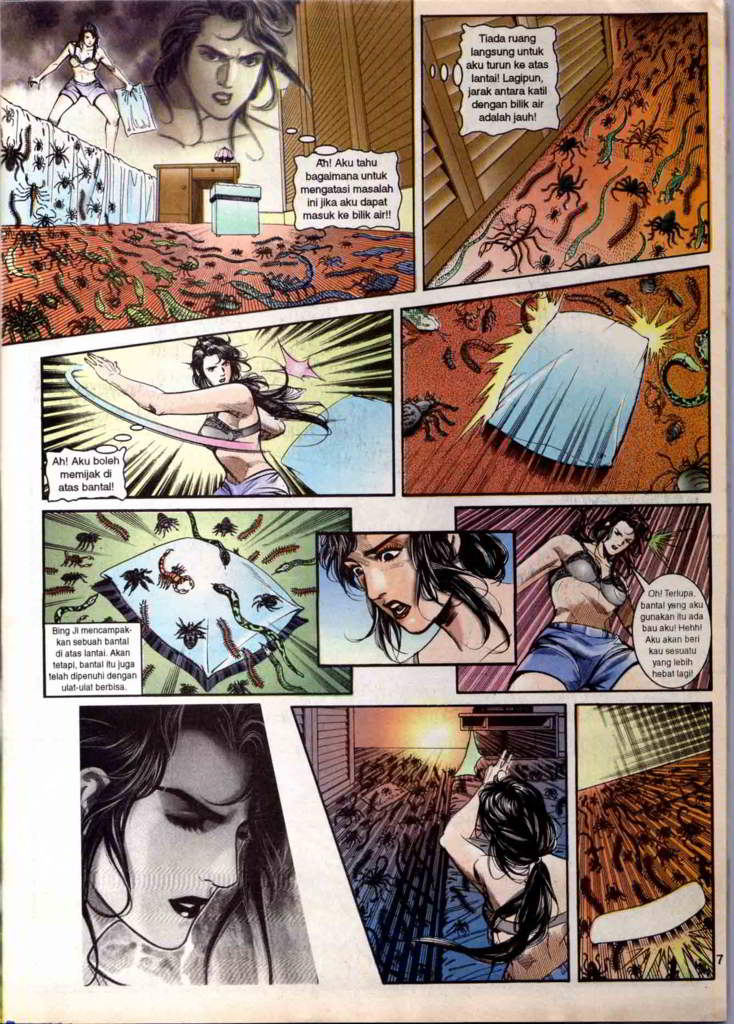 Ah! Aku tahu
bagaimana untuk
mengatasi masalah
ini jika aku dapat
masuk ke bilik air!!
Tiada ruang
langsung untuk
aku turun ke atas
lantai! Lagipun,
jarak antara katil
dengan bilik air
adalah jauh!
Ah! Aku boleh
memijak di
atas bantal!
Bing Ji mencampak-
kan sebuah bantal
di atas lantai. Akan
tetapi, bantal itu juga
telah dipenuhi dengan
ulat-ulat berbisa.
Oh! Terlupa,
bantal yang aku
gunakan itu ada
bau aku! Hehh!
Aku akan beri
kau sesuatu
yang lebih
hebat lagi!
7